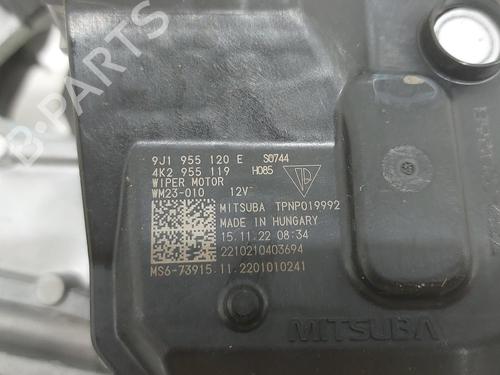 B-PARTS
9J1 955 120 E S0744
4K2 955 119 H085
WIPER MOTOR
WM23-010 12V
MITSUBA TPNP019992
MADE IN HUNGARY
15.11.22 08:34
2210210403694
MS6-73915.11.2201010241
MITSUBA